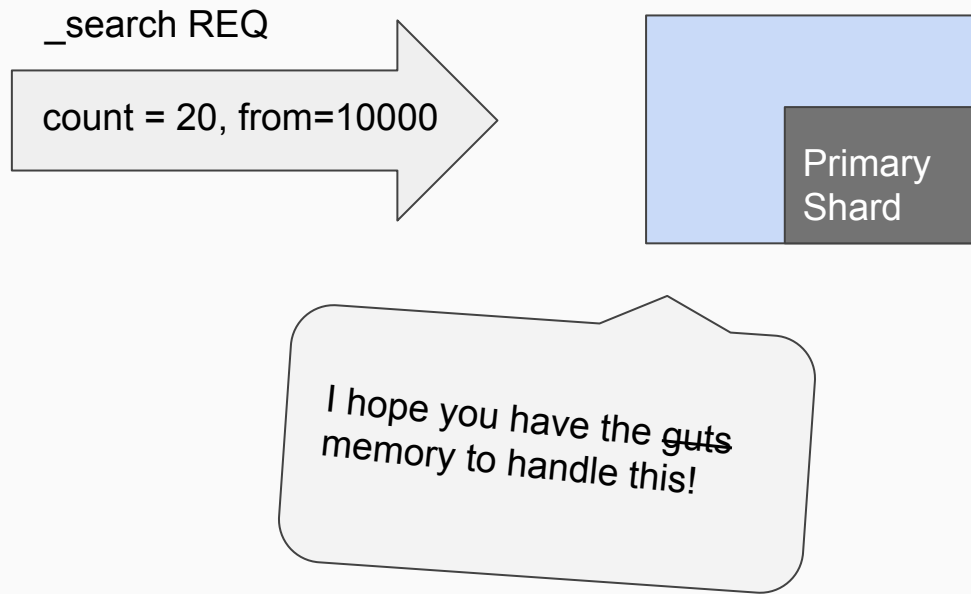 _search REQ
count = 20, from=10000
Primary
Shard
I hope you have the guts
memory to handle this!